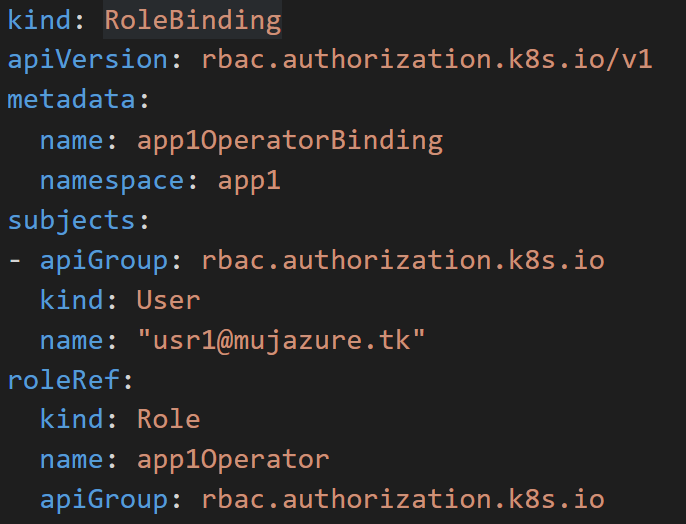 kind: RoleBinding
apiVersion: rbac.authorization.k8s.io/v1
metadata:
  name: app1OperatorBinding
  namespace: app1
subjects:
- apiGroup: rbac.authorization.k8s.io
  kind: User
  name: "usr1@mujazure.tk"
roleRef:
  kind: Role
  name: app1Operator
  apiGroup: rbac.authorization.k8s.io